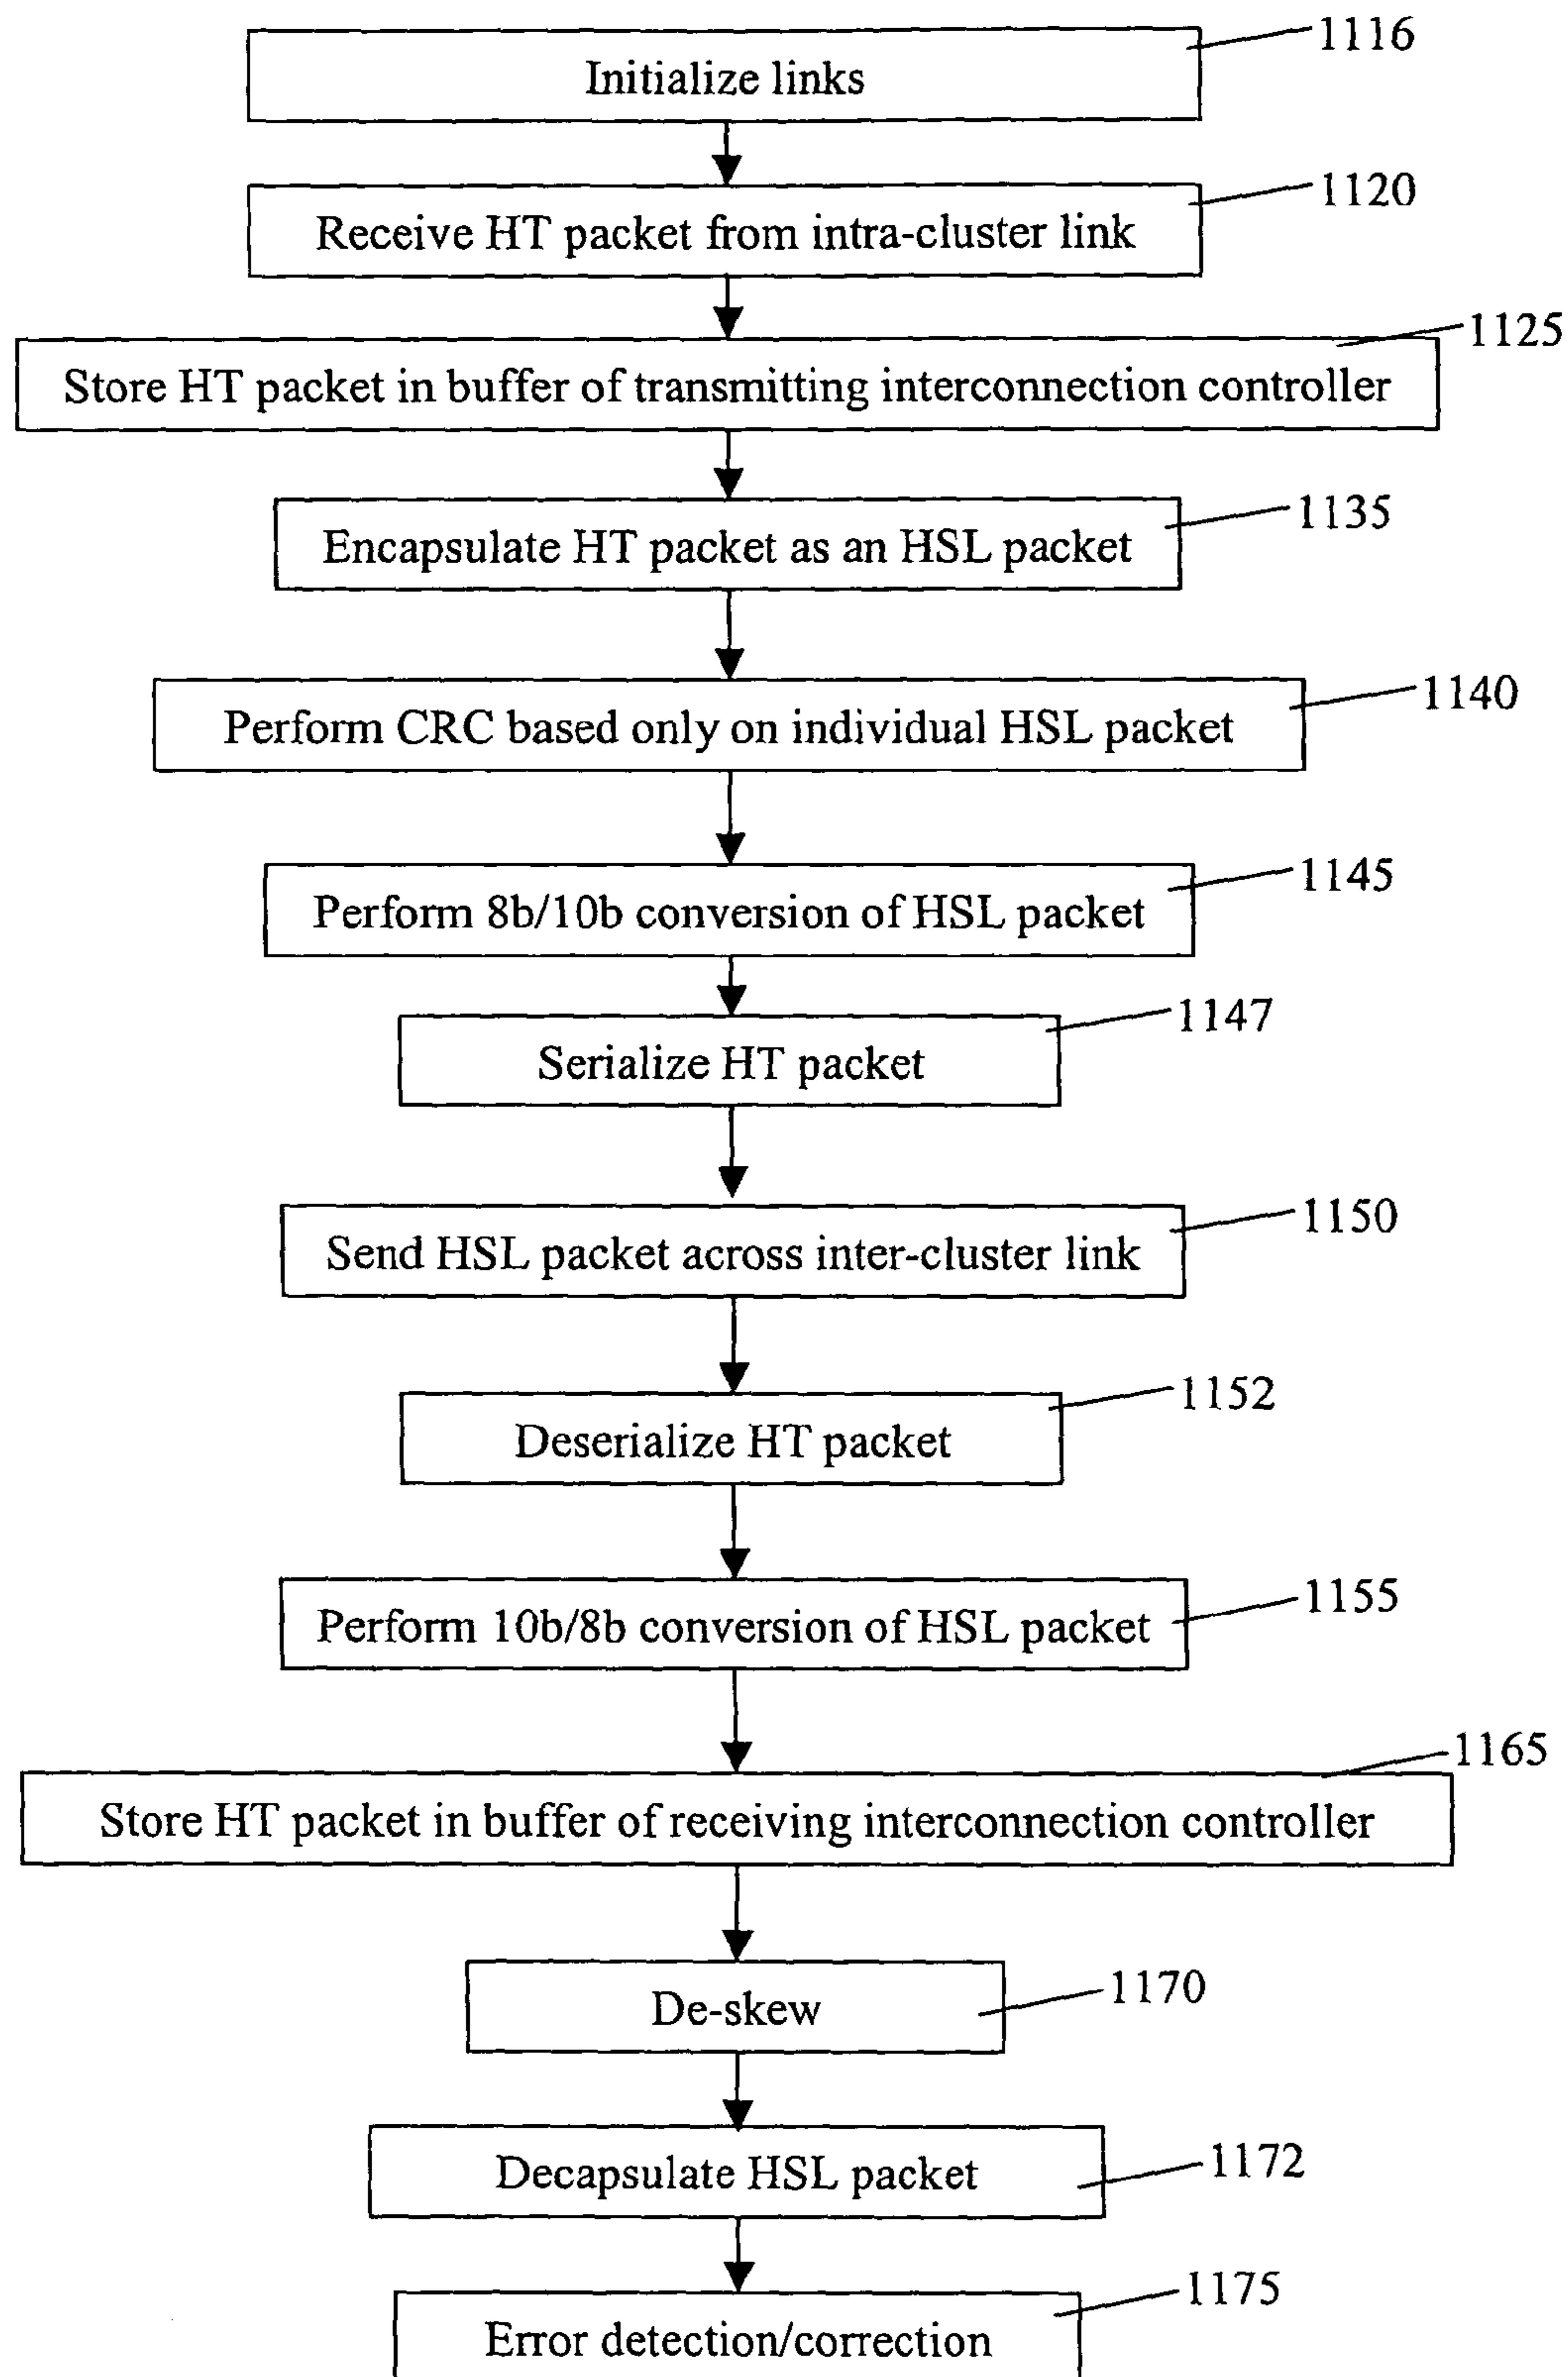 Initialize links 1116
Receive HT packet from intra-cluster link 1120
Store HT packet in buffer of transmitting interconnection controller 1125
Encapsulate HT packet as an HSL packet 1135
Perform CRC based only on individual HSL packet 1140
Perform 8b/10b conversion of HSL packet 1145
Serialize HT packet 1147
Send HSL packet across inter-cluster link 1150
Deserialize HT packet 1152
Perform 10b/8b conversion of HSL packet 1155
Store HT packet in buffer of receiving interconnection controller 1165
De-skew 1170
Decapsulate HSL packet 1172
Error detection/correction 1175